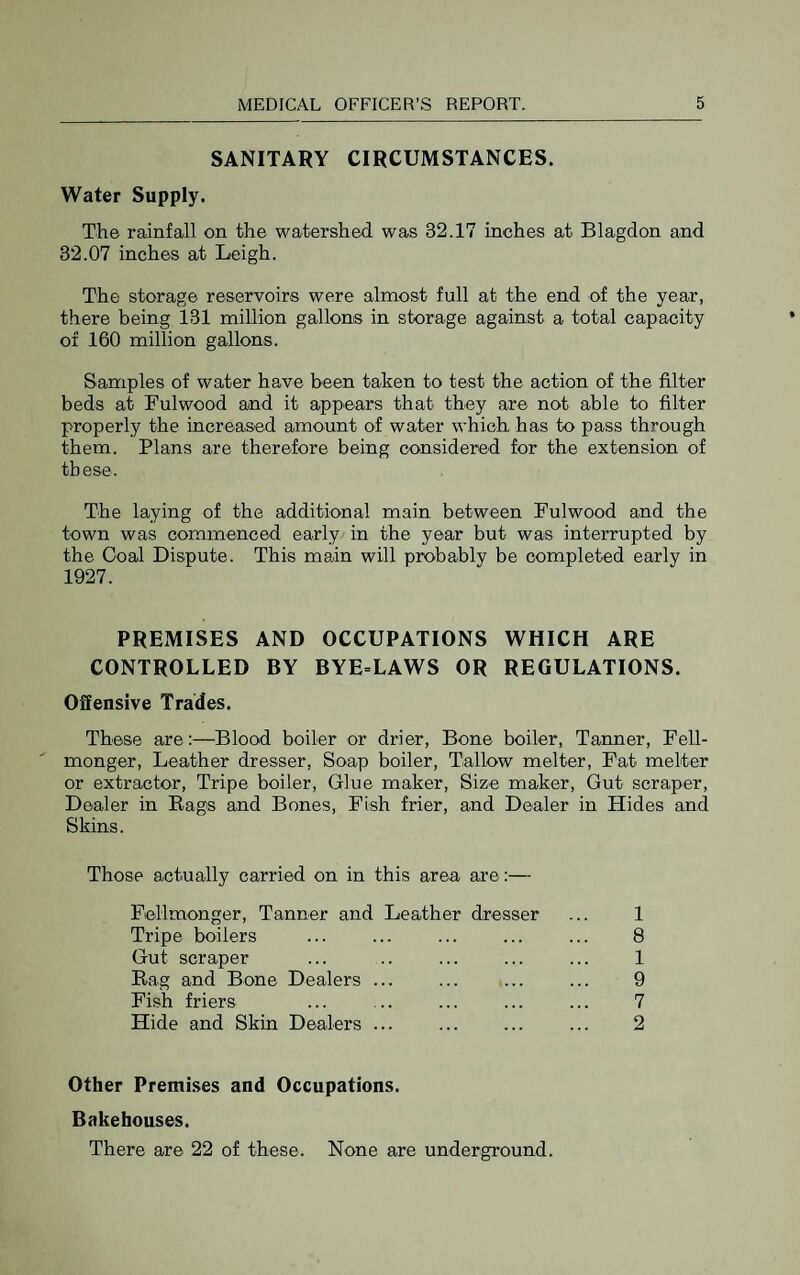 MEDICAL OFFICER'S REPORT. 5
SANITARY CIRCUMSTANCES.
Water Supply.
The rainfall on the watershed was 32.17 inches at Blagdon and
32.07 inches at Leigh.
The storage reservoirs were almost full at the end of the year,
there being 131 million gallons in storage against a total capacity
of 160 million gallons.
Samples of water have been taken to test the action of the filter
beds at Fulwood and it appears that they are not able to filter
properly the increased amount of water which has to pass through
them. Plans are therefore being considered for the extension of
these.
The laying of the additional main between Fulwood and the
town was commenced early in the year but was interrupted by
the Coal Dispute. This main will probably be completed early in
1927.
PREMISES AND OCCUPATIONS WHICH ARE
CONTROLLED BY BYE=LAWS OR REGULATIONS.
Offensive Trades.
These are:—Blood boiler or drier, Bone boiler, Tanner, Fell-
monger, Leather dresser, Soap boiler, Tallow melter, Fat melter
or extractor, Tripe boiler, Glue maker, Size maker, Gut scraper,
Dealer in Rags and Bones, Fish frier, and Dealer in Hides and
Skins.
Those actually carried on in this area are:—
Fellmonger, Tanner and Leather dresser ... 1
Tripe boilers ... ... ... ... ... 8
Gut scraper ... .. ... ... ... 1
Rag and Bone Dealers ... ... ... ... 9
Fish friers ... ... ... ... ... 7
Hide and Skin Dealers ... ... ... ... 2
Other Premises and Occupations.
Bakehouses.
There are 22 of these. None are underground.